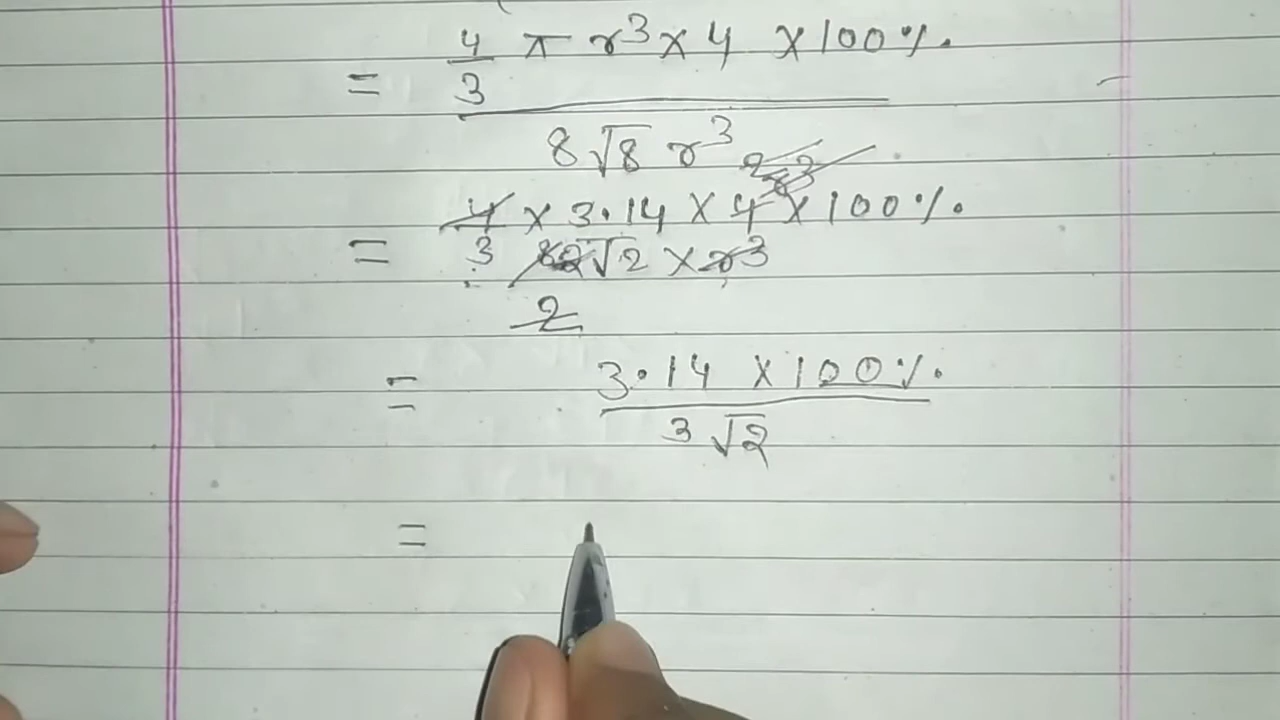 4/3 π r³ × 4 × 100%
=
8√8 r³
4 × 3.14 × 4 × 100%
=
3 √2 × r³
2
3.14 × 100%
=
3√2
=